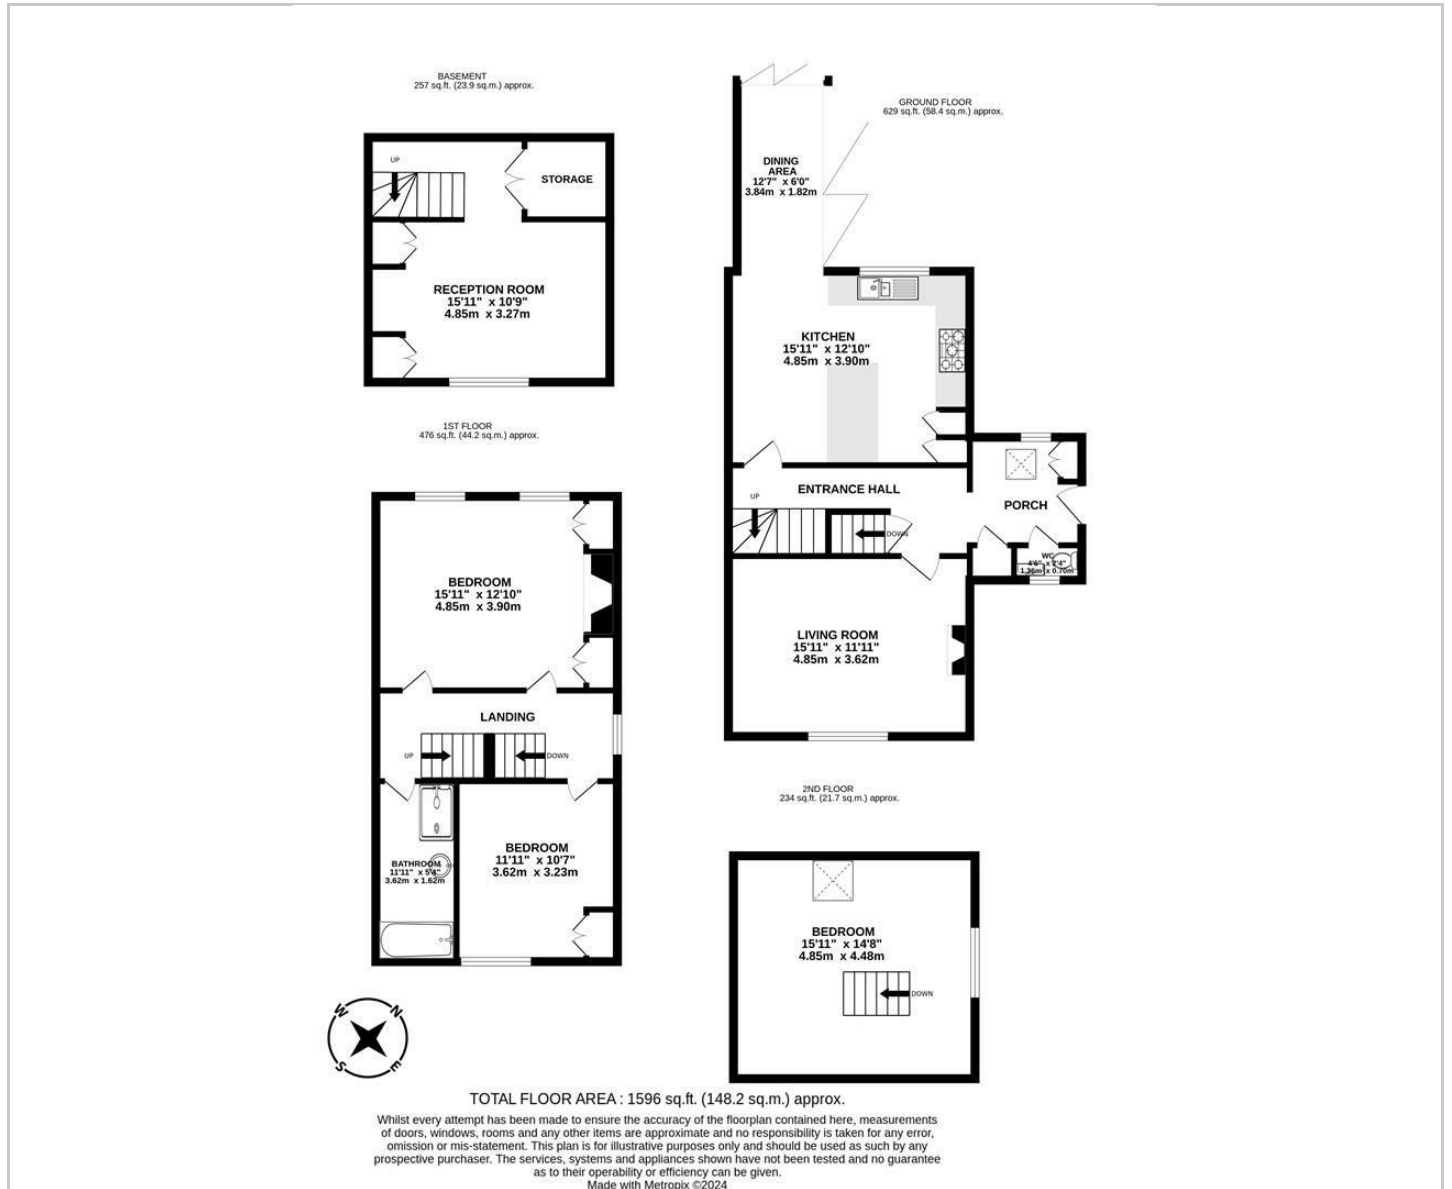 BASEMENT
257 sq.ft. (23.9 sq.m.) approx.
UP
STORAGE
RECEPTION ROOM
15'11" x 10'9"
4.85m x 3.27m
GROUND FLOOR
629 sq.ft. (58.4 sq.m.) approx.
DINING
AREA
12'7" x 6'0"
3.84m x 1.82m
KITCHEN
15'11" x 12'10"
4.85m x 3.90m
ENTRANCE HALL
UP
DOWN
PORCH
WC
4'6" x 2'4"
1.36m x 0.70m
LIVING ROOM
15'11" x 11'11"
4.85m x 3.62m
1ST FLOOR
476 sq.ft. (44.2 sq.m.) approx.
BEDROOM
15'11" x 12'10"
4.85m x 3.90m
LANDING
UP
DOWN
BATHROOM
11'11" x 5'4"
3.62m x 1.62m
BEDROOM
11'11" x 10'7"
3.62m x 3.23m
2ND FLOOR
234 sq.ft. (21.7 sq.m.) approx.
BEDROOM
15'11" x 14'8"
4.85m x 4.48m
DOWN
W
N
S
E
TOTAL FLOOR AREA : 1596 sq.ft. (148.2 sq.m.) approx.
Whilst every attempt has been made to ensure the accuracy of the floorplan contained here, measurements
of doors, windows, rooms and any other items are approximate and no responsibility is taken for any error,
omission or mis-statement. This plan is for illustrative purposes only and should be used as such by any
prospective purchaser. The services, systems and appliances shown have not been tested and no guarantee
as to their operability or efficiency can be given.
Made with Metropix ©2024